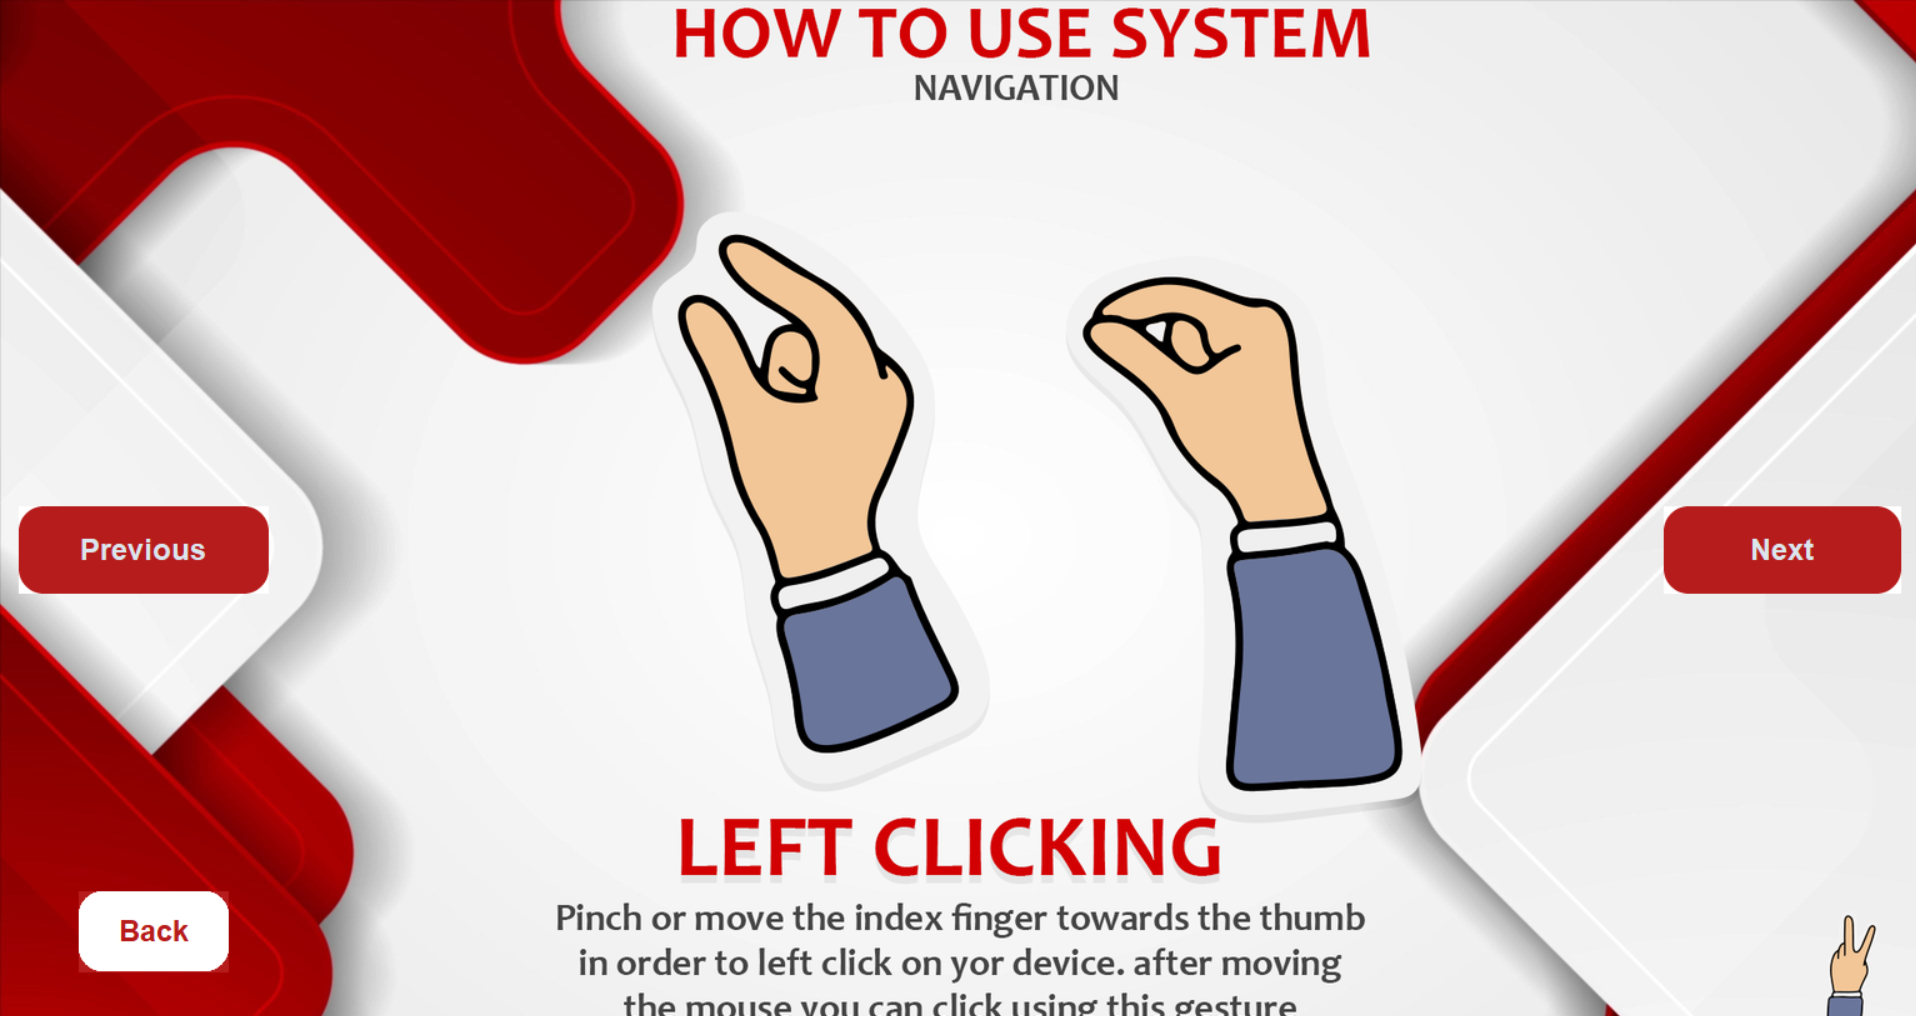 HOW TO USE SYSTEM
NAVIGATION
Previous
Next
LEFT CLICKING
Pinch or move the index finger towards the thumb
in order to left click on yor device. after moving
the mouse you can click using this gesture
Back